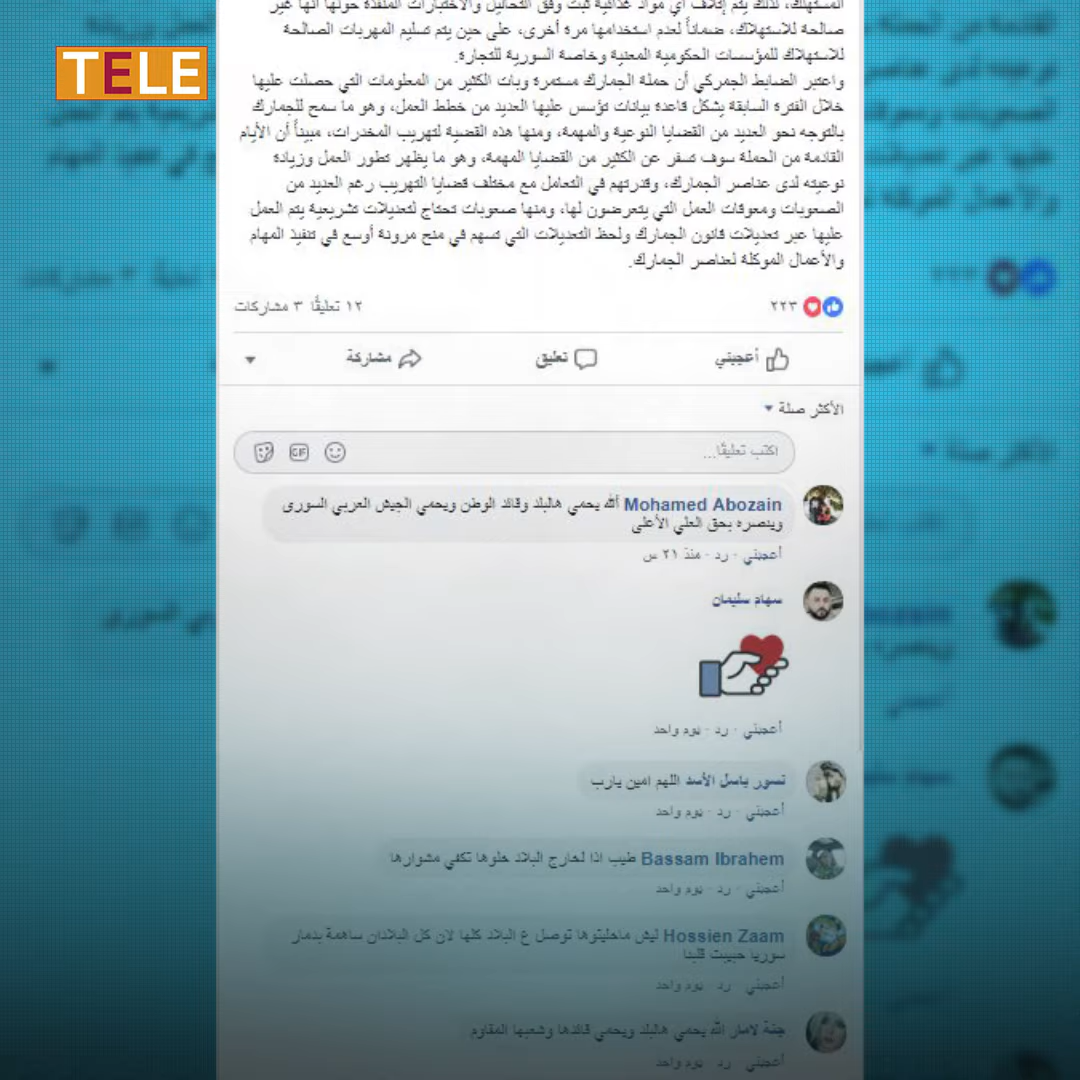 TELE
المستهلك، لذلك يتم إتلاف أي مواد غذائية ثبت وفق التحاليل والاختبارات المنفذة حولها أنها غير
صالحة للاستهلاك، ضماناً لعدم استخدامها مرة أخرى، على حين يتم تسليم المهربات الصالحة
للاستهلاك للمؤسسات الحكومية المعنية وخاصة السورية للتجارة.
واعتبر الضابط الجمركي أن حملة الجمارك مستمرة وبات الكثير من المعلومات التي حصلت عليها
خلال الفترة السابقة يشكل قاعدة بيانات تؤسس عليها العديد من خطط العمل، وهو ما سمح للجمارك
بالتوجه نحو العديد من القضايا النوعية والمهمة، ومنها هذه القضية لتهريب المخدرات، مبيناً أن الأيام
القادمة من الحملة سوف تسفر عن الكثير من القضايا المهمة، وهو ما يظهر تطور العمل وزيادة
نوعيته لدى عناصر الجمارك، وقدرتهم في التعامل مع مختلف قضايا التهريب رغم العديد من
الصعوبات ومعوقات العمل التي يتعرضون لها، ومنها صعوبات تحتاج لتعديلات تشريعية يتم العمل
عليها عبر تعديلات قانون الجمارك ولحظ التعديلات التي تسهم في منح مرونة أوسع في تنفيذ المهام
والأعمال الموكلة لعناصر الجمارك.
٢٢٣ ١٢ تعليقًا ٣ مشاركات
أعجبني تعليق مشاركة
الأكثر صلة
اكتب تعليقًا... GIF
Mohamed Abozain الله يحمي هالبلد وقائد الوطن ويحمي الجيش العربي السوري
وينصره بحق العلي الأعلى
أعجبني · رد · منذ ٢١ س
سهام سليمان
أعجبني · رد · يوم واحد
نسور باسل الأسد اللهم امين يارب
أعجبني · رد · يوم واحد
Bassam Ibrahem طيب اذا لخارج البلاد خلوها تكفي مشوارها
أعجبني · رد · يوم واحد
Hossien Zaam ليش ماخليتوها توصل ع البلاد كلها لان كل البلادان ساهمة بدمار
سوريا حبيبت قلبنا
أعجبني · رد · يوم واحد
جنة لامار الله يحمي هالبلد ويحمي قائدها وشعبها المقاوم
أعجبني · رد · يوم واحد